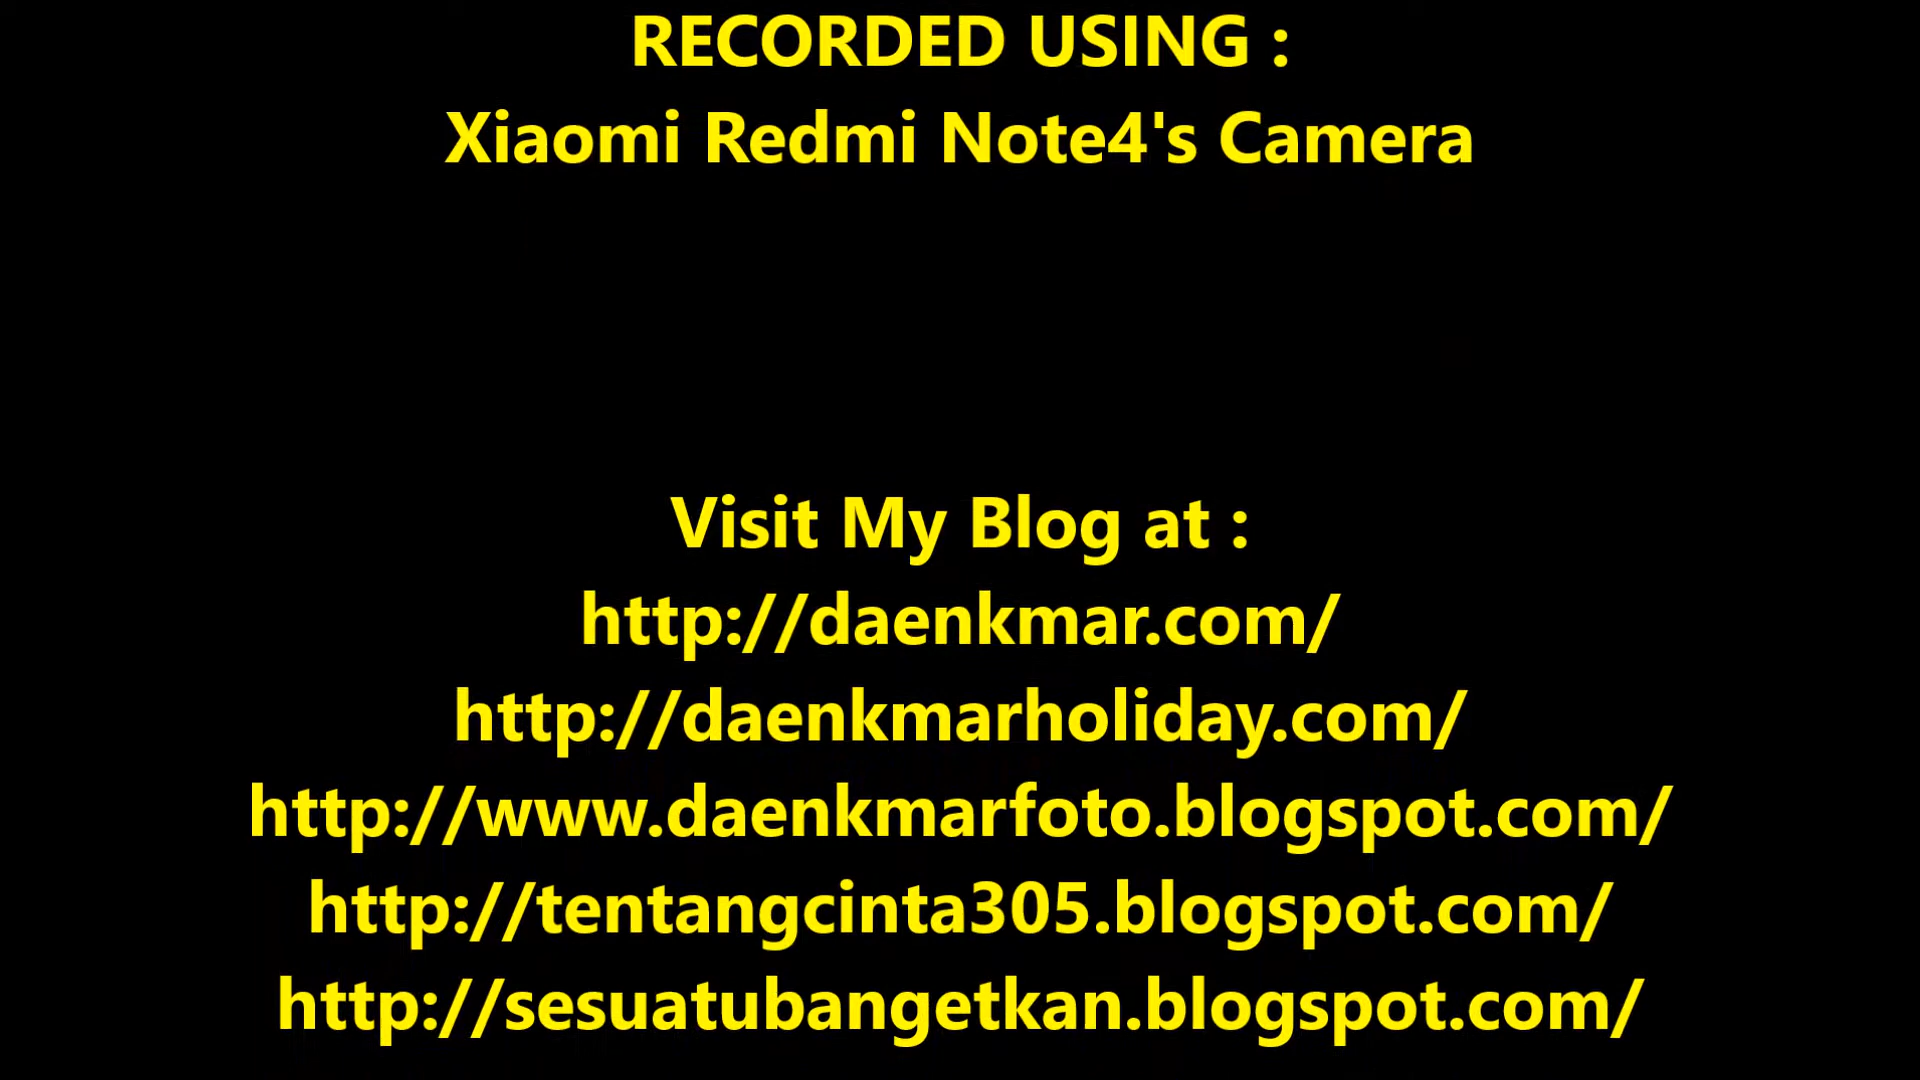 RECORDED USING :
Xiaomi Redmi Note4's Camera
Visit My Blog at :
http://daenkmar.com/
http://daenkmarholiday.com/
http://www.daenkmarfoto.blogspot.com/
http://tentangcinta305.blogspot.com/
http://sesuatubangetkan.blogspot.com/